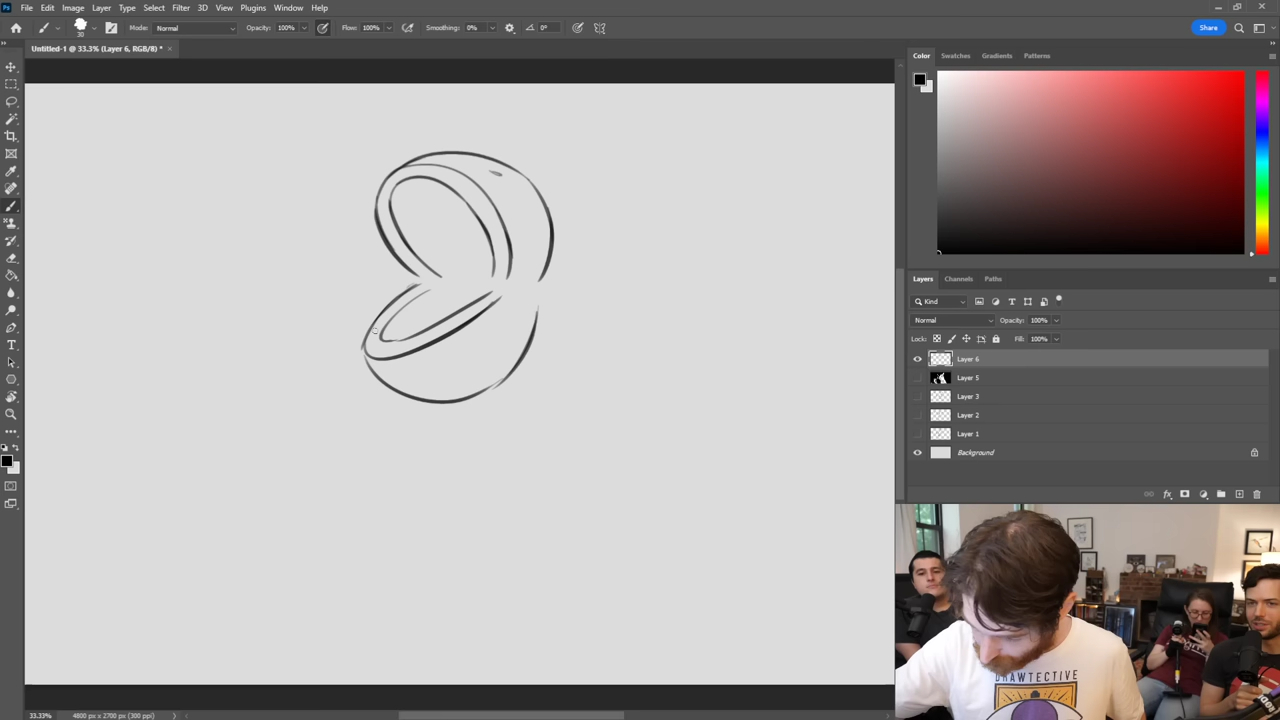 File Edit Image Layer Type Select Filter 3D View Plugins Window Help
30 Mode: Normal Opacity: 100% Flow: 100% Smoothing: 0% 0° Share
Untitled-1 @ 33.3% (Layer 6, RGB/8) *
Color Swatches Gradients Patterns
Layers Channels Paths
Kind
Normal Opacity: 100%
Lock: Fill: 100%
Layer 6
Layer 5
Layer 3
Layer 2
Layer 1
Background
DRAWTECTIVE
33.33% 4800 px x 2700 px (300 ppi)